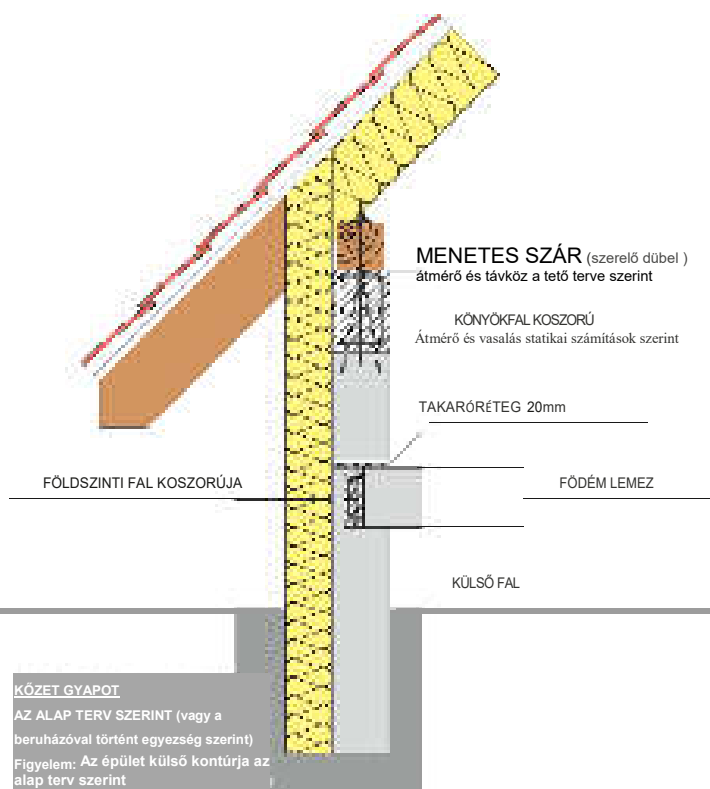 MENETES SZÁR (szerelő dübel )
átmérő és távköz a tető terve szerint
KÖNYÖKFAL KOSZORÚ
Átmérő és vasalás statikai számítások szerint
TAKARÓRÉTEG 20mm
FÖLDSZINTI FAL KOSZORÚJA
FÖDÉM LEMEZ
KÜLSŐ FAL
KŐZET GYAPOT
AZ ALAP TERV SZERINT (vagy a
beruházóval történt egyezség szerint)
Figyelem: Az épület külső kontúrja az
alap terv szerint